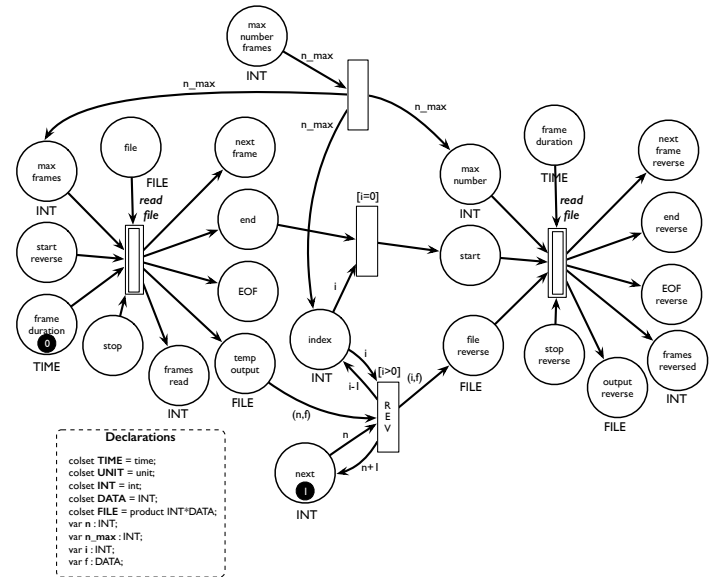 max
number
frames
INT
n_max
n_max
n_max
n_max
max
frames
INT
file
FILE
next
frame
read
file
start
reverse
end
EOF
frame
duration
0
TIME
stop
frames
read
INT
temp
output
FILE
[i=0]
i
index
INT
i
i-1
[i>0]
R
E
V
(i,f)
(n,f)
n
n+1
next
1
INT
max
number
INT
start
file
reverse
FILE
frame
duration
TIME
read
file
next
frame
reverse
end
reverse
EOF
reverse
stop
reverse
frames
reversed
INT
output
reverse
FILE
Declarations
colset TIME = time;
colset UNIT = unit;
colset INT = int;
colset DATA = INT;
colset FILE = product INT*DATA;
var n : INT;
var n_max : INT;
var i : INT;
var f : DATA;